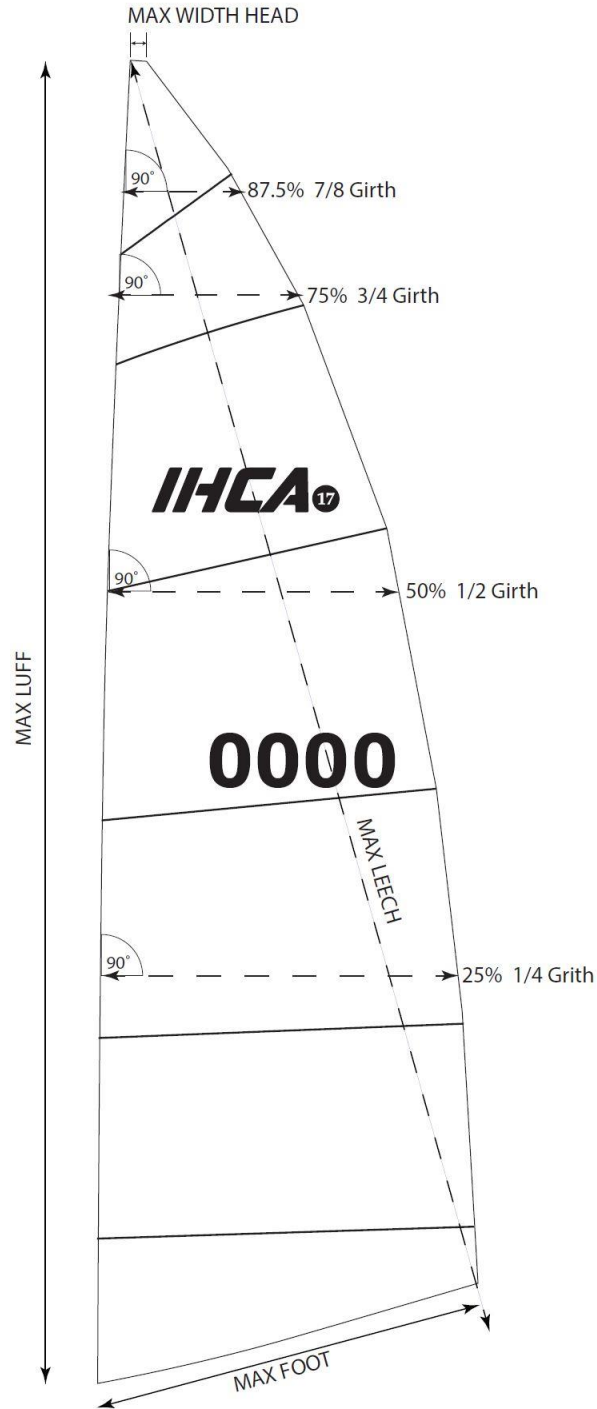 MAX WIDTH HEAD
90°
87.5% 7/8 Girth
90°
75% 3/4 Girth
IHCA 17
90°
50% 1/2 Girth
MAX LUFF
0000
MAX LEECH
90°
25% 1/4 Grith
MAX FOOT